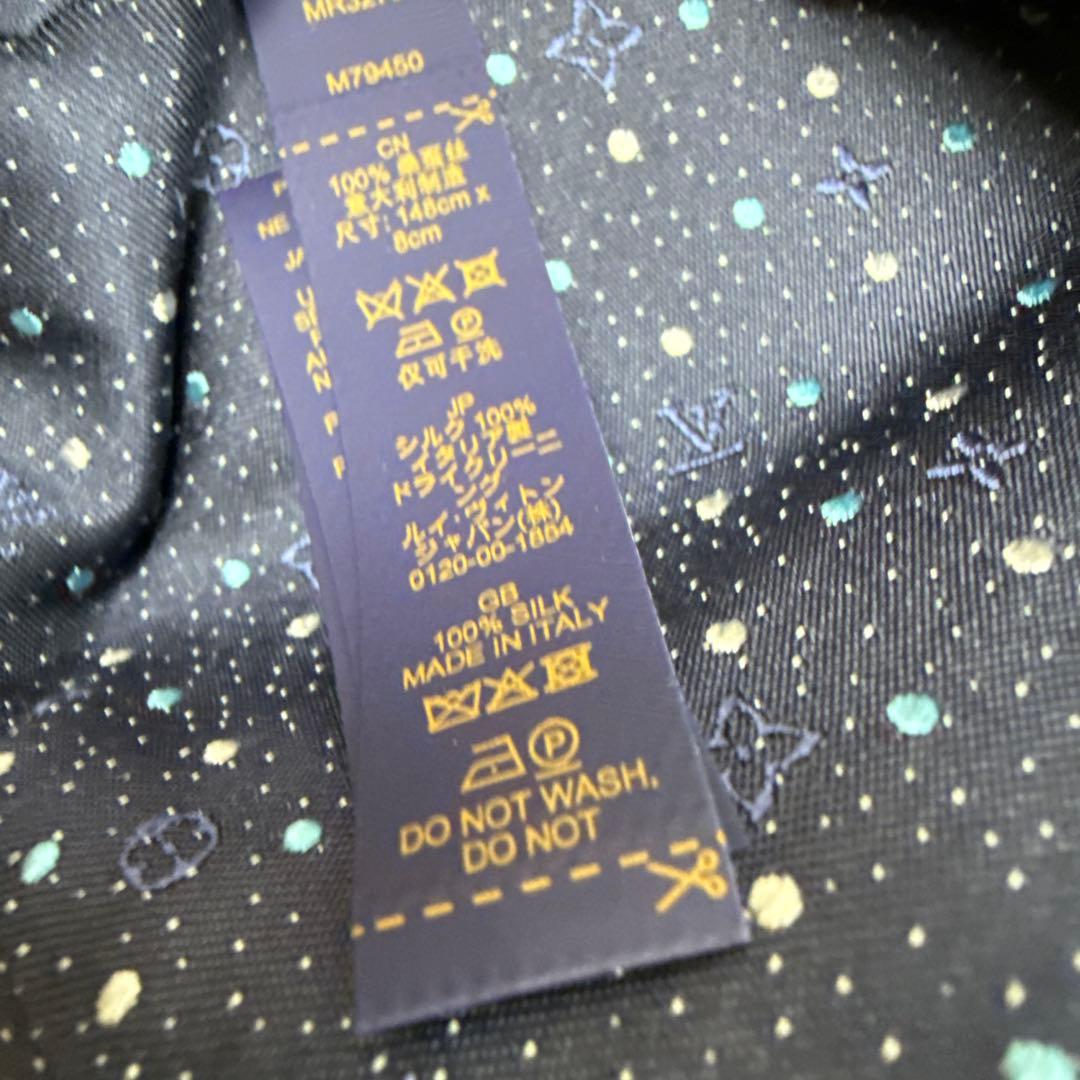 M79450
CN
100% 桑蚕丝
意大利制造
尺寸: 148cm x
8cm
仅可干洗
JP
シルク 100%
イタリア製
ドライクリーニ
ング
ルイ・ヴィトン
ジャパン(株)
0120-00-1854
GB
100% SILK
MADE IN ITALY
P
DO NOT WASH.
DO NOT
NE
LV